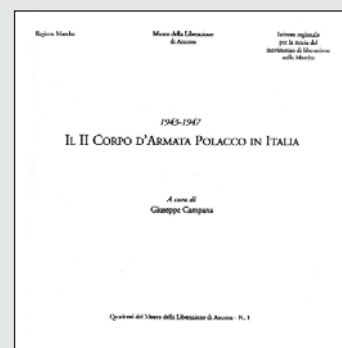 Regione Marche
Museo della Liberazione
di Ancona
Istituto regionale
per la storia del
movimento di liberazione
nelle Marche
1943-1947
IL II CORPO D'ARMATA POLACCO IN ITALIA
A cura di
Giuseppe Campana
Quaderni del Museo della Liberazione di Ancona - N. 1